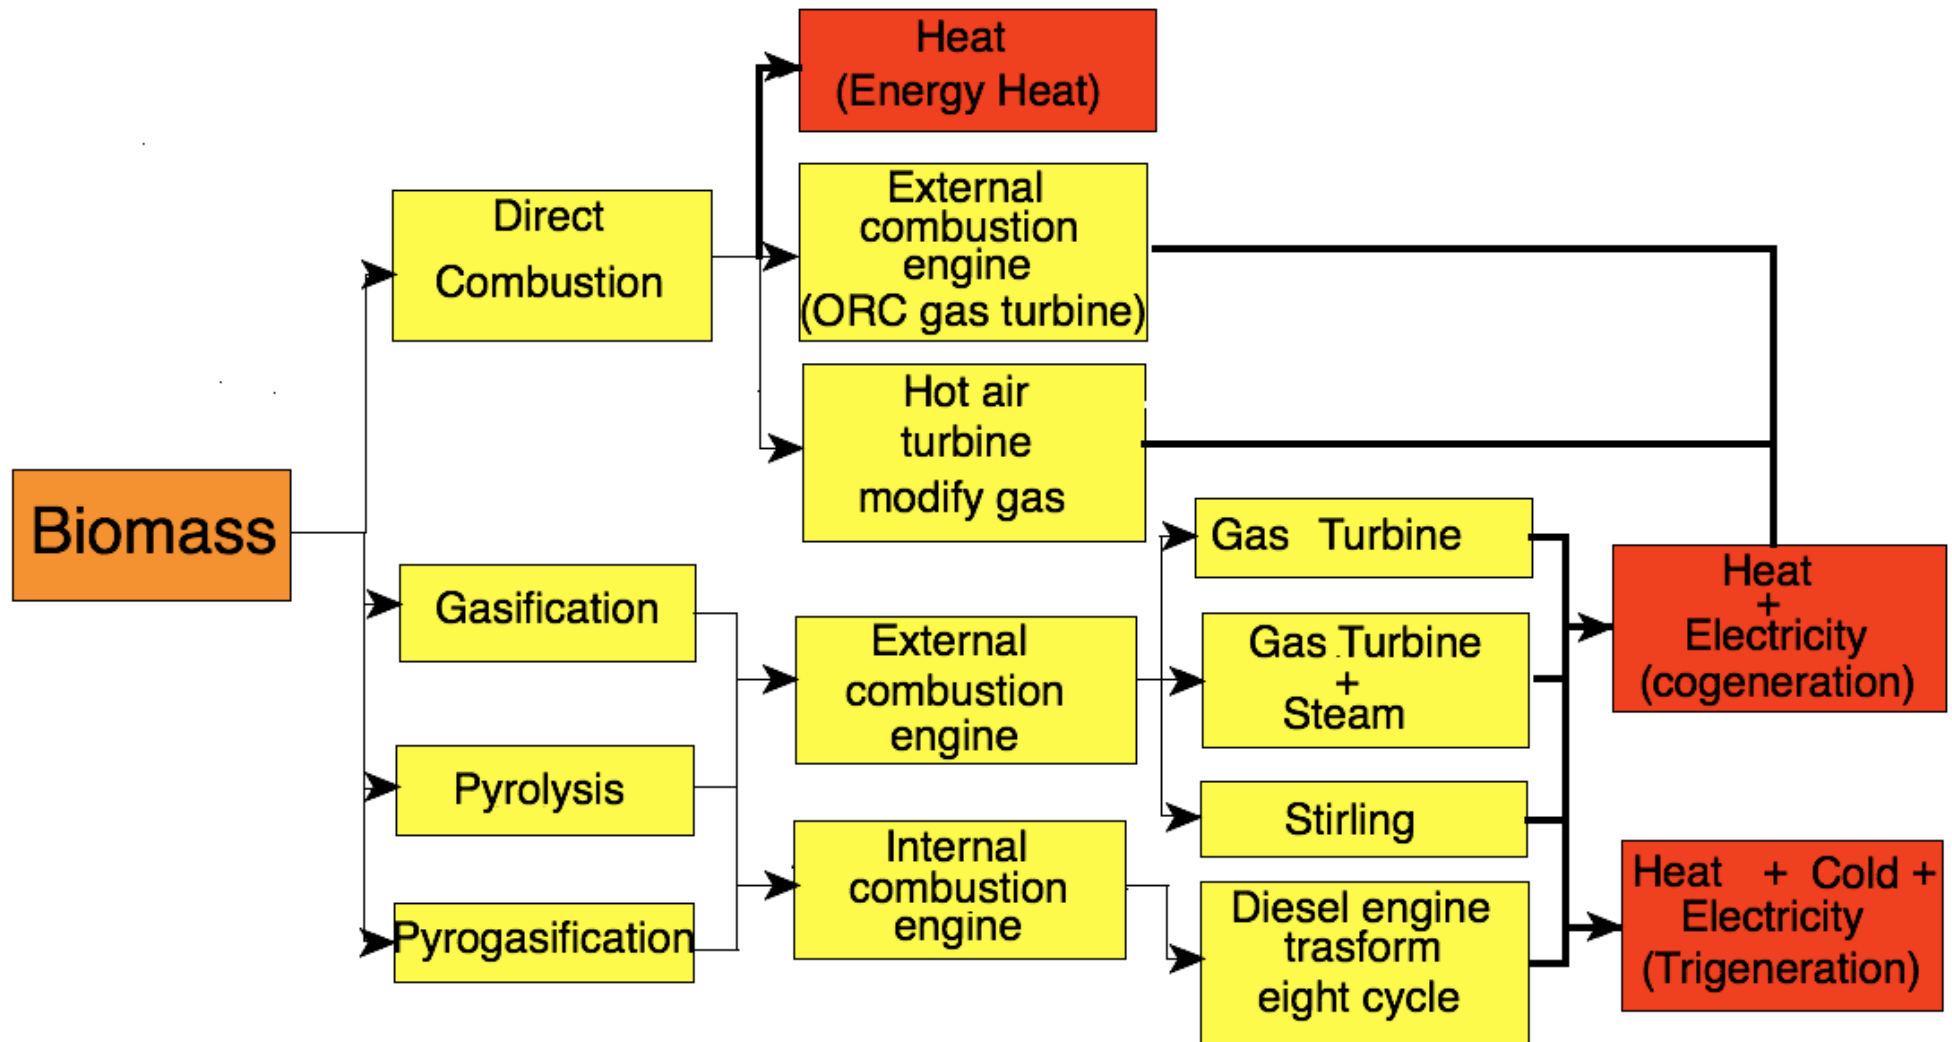 Heat
(Energy Heat)
External
combustion
engine
(ORC gas turbine)
Direct
Combustion
Hot air
turbine
modify gas
Biomass
Gasification
Pyrolysis
Pyrogasification
External
combustion
engine
Internal
combustion
engine
Gas Turbine
Gas Turbine
+
Steam
Stirling
Diesel engine
trasform
eight cycle
Heat
+
Electricity
(cogeneration)
Heat + Cold +
Electricity
(Trigeneration)